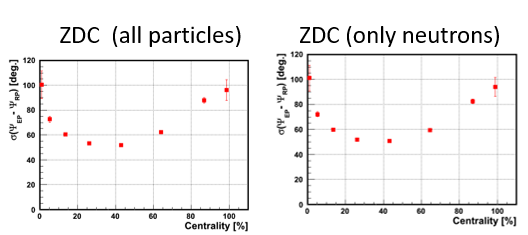 ZDC (all particles)
ZDC (only neutrons)
σ(Ψ_EP - Ψ_RP) [deg.]
120
100
80
60
40
20
0
0 20 40 60 80 100
Centrality [%]
σ(Ψ_EP - Ψ_RP) [deg.]
120
100
80
60
40
20
0
0 20 40 60 80 100
Centrality [%]